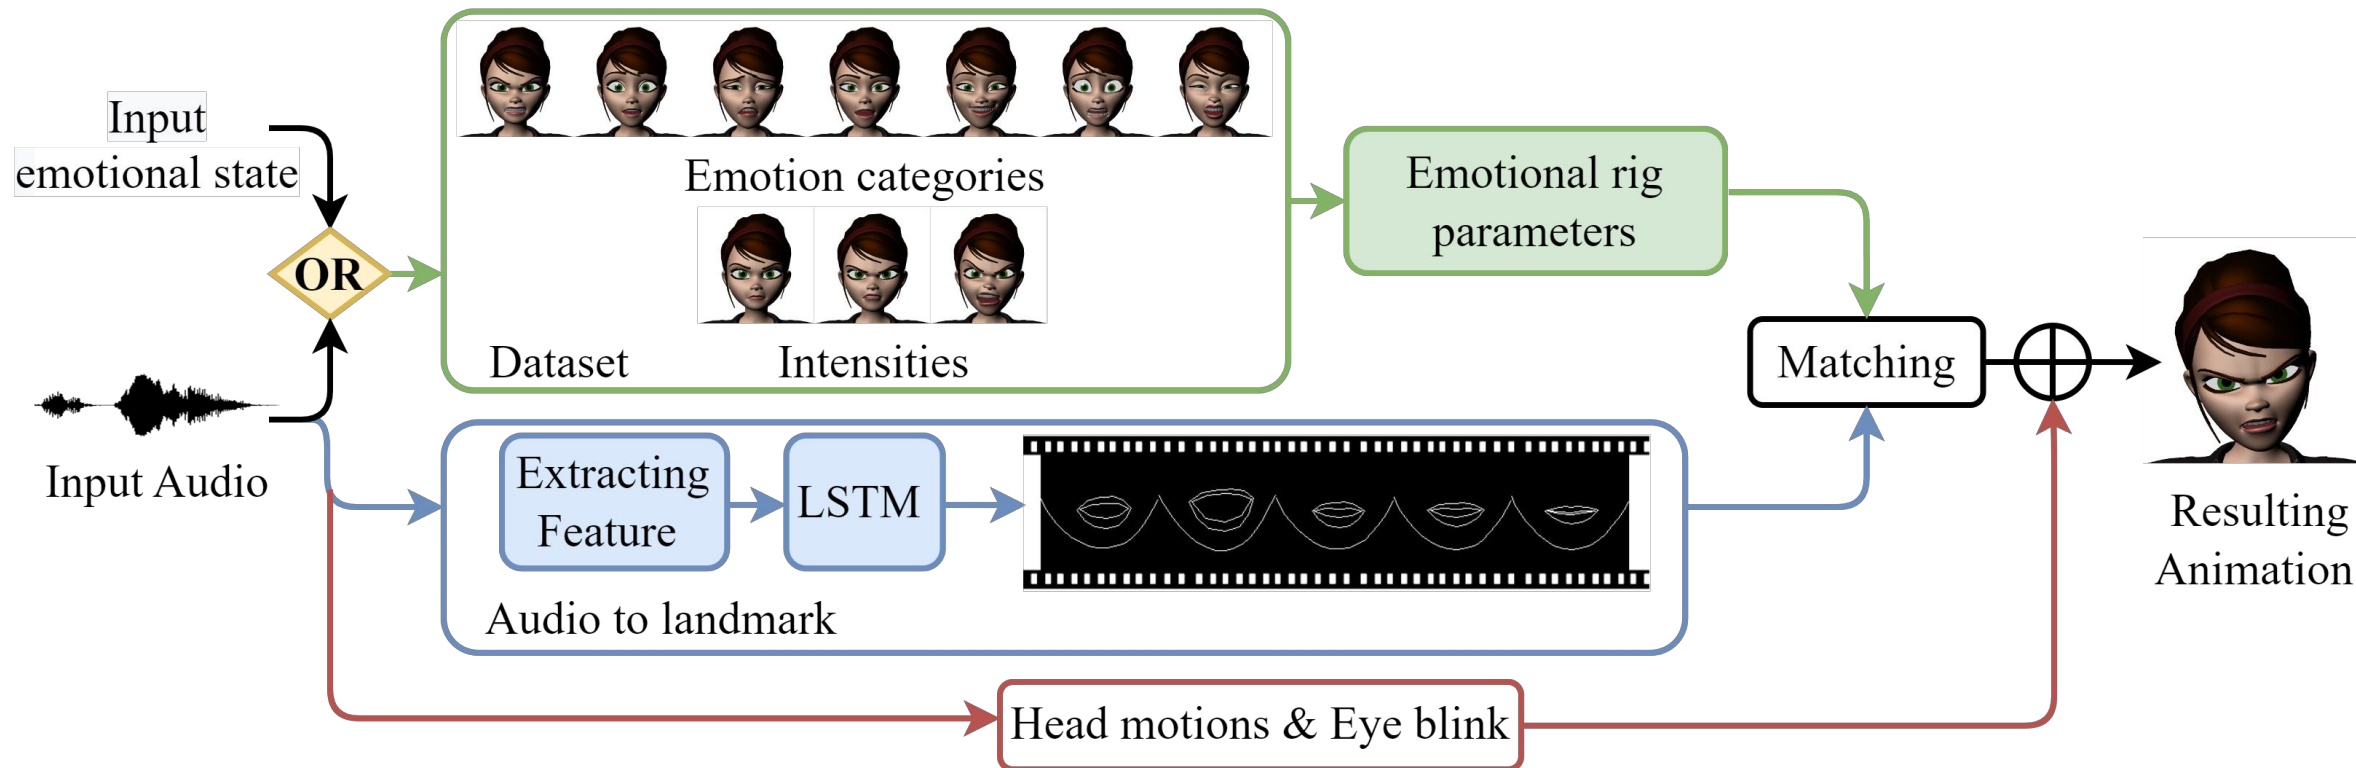 Input
emotional state
OR
Input Audio
Emotion categories
Dataset
Intensities
Emotional rig
parameters
Extracting
Feature
LSTM
Audio to landmark
Head motions & Eye blink
Matching
Resulting
Animation